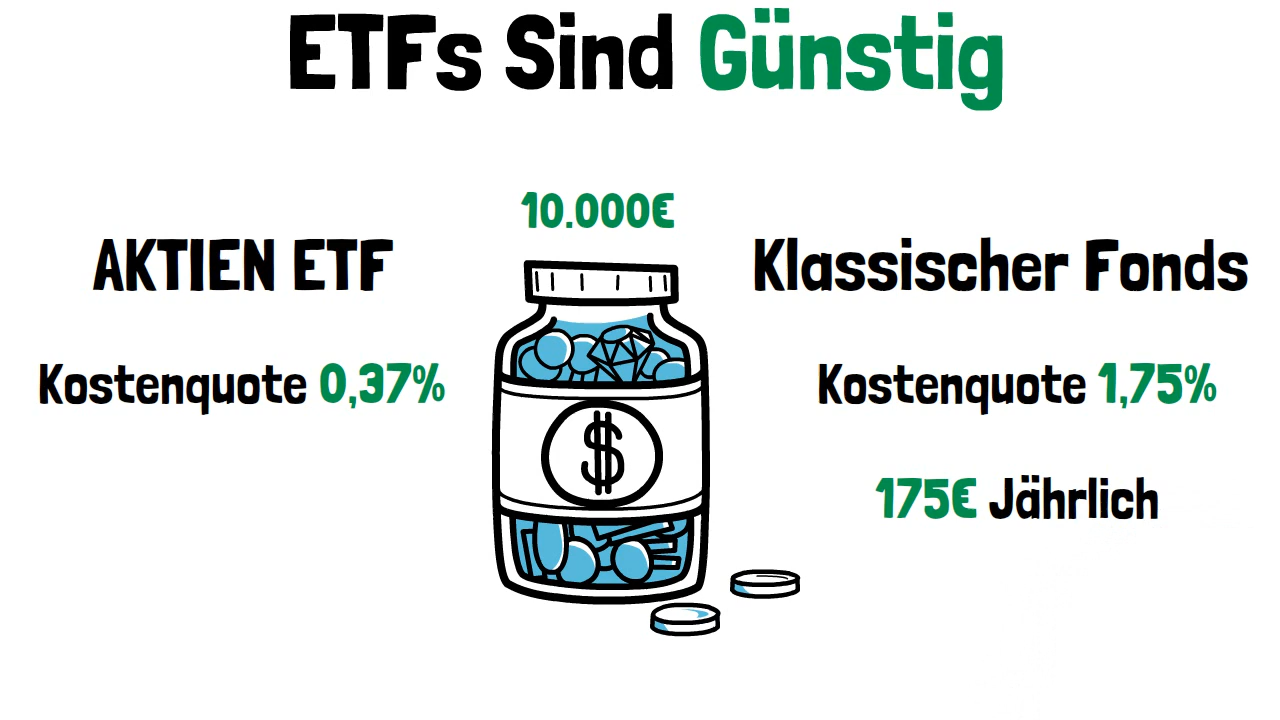 ETFs Sind Günstig
10.000€
AKTIEN ETF
Klassischer Fonds
Kostenquote 0,37%
Kostenquote 1,75%
$
175€ Jährlich